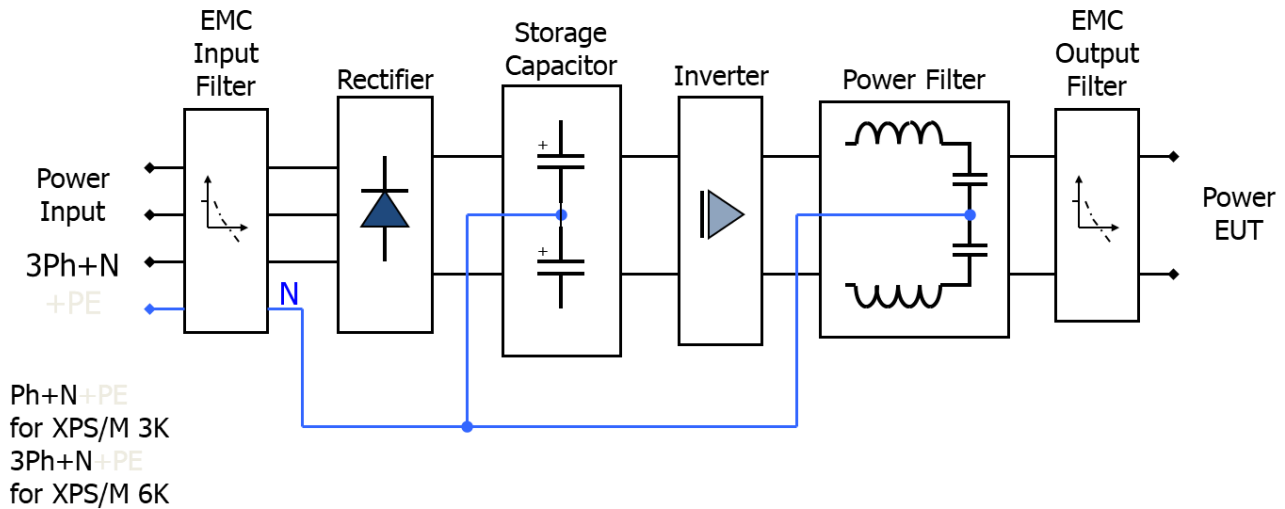 EMC
Input
Filter
Rectifier
Storage
Capacitor
Inverter
Power Filter
EMC
Output
Filter
Power
Input
3Ph+N
+PE
N
+
+
Power
EUT
Ph+N+PE
for XPS/M 3K
3Ph+N+PE
for XPS/M 6K